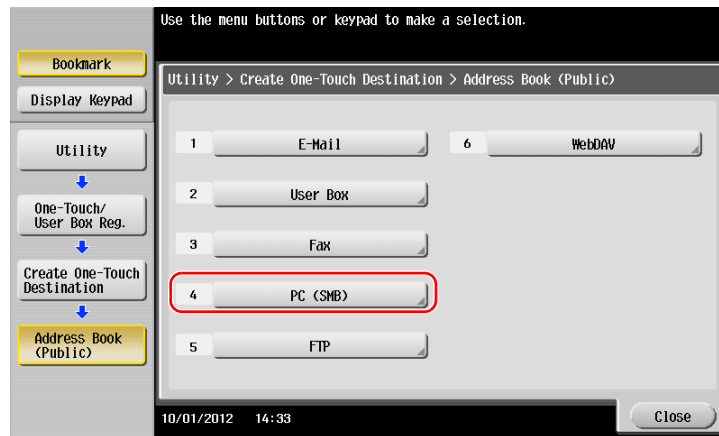 Use the menu buttons or keypad to make a selection.
Bookmark
Display Keypad
Utility
One-Touch/
User Box Reg.
Create One-Touch
Destination
Address Book
(Public)
Utility > Create One-Touch Destination > Address Book (Public)
1 E-Mail
2 User Box
3 Fax
4 PC (SMB)
5 FTP
6 WebDAV
10/01/2012 14:33
Close